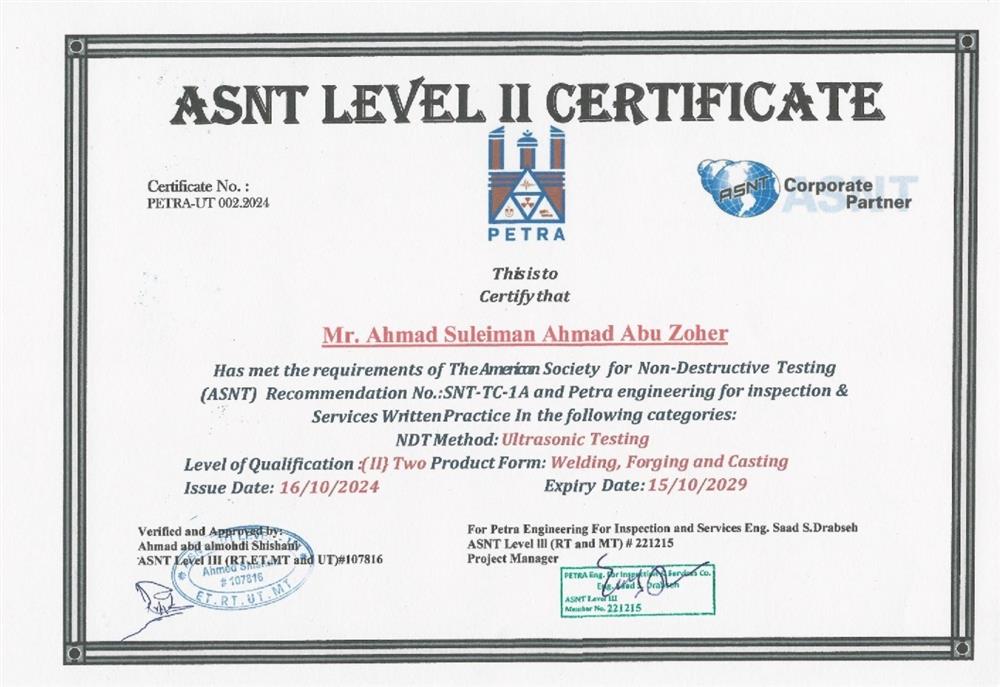 ASNT LEVEL II CERTIFICATE
Certificate No. :
PETRA-UT 002.2024
PETRA
ASNT Corporate
Partner
ASNT
This is to
Certify that
Mr. Ahmad Suleiman Ahmad Abu Zoher
Has met the requirements of The American Society for Non-Destructive Testing
(ASNT) Recommendation No.:SNT-TC-1A and Petra engineering for inspection &
Services Written Practice In the following categories:
NDT Method: Ultrasonic Testing
Level of Qualification :(II} Two Product Form: Welding, Forging and Casting
Issue Date: 16/10/2024 Expiry Date: 15/10/2029
Verified and Approved by:
Ahmad abd almohdi Shishani
ASNT Level III (RT,ET,MT and UT)#107816
Ahmed
# 107816
ET. RT. UT. MT
For Petra Engineering For Inspection and Services Eng. Saad S.Drabseh
ASNT Level lll (RT and MT) # 221215
Project Manager
PETRA Eng. For Inspection & Services Co.
Eng. Saad S. Drabseh
ASNT Level III
Member No. 221215